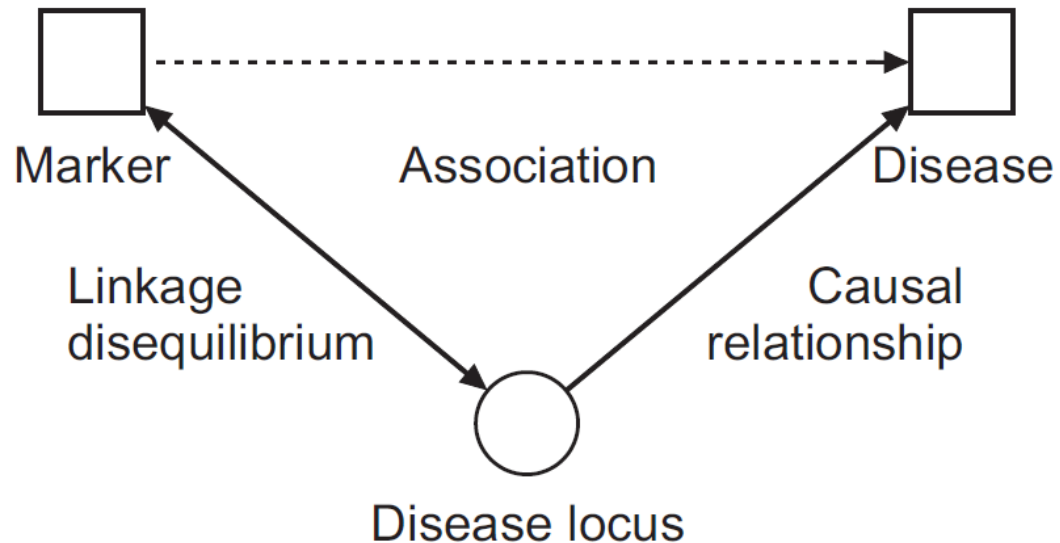 Marker
Association
Disease
Linkage
disequilibrium
Causal
relationship
Disease locus